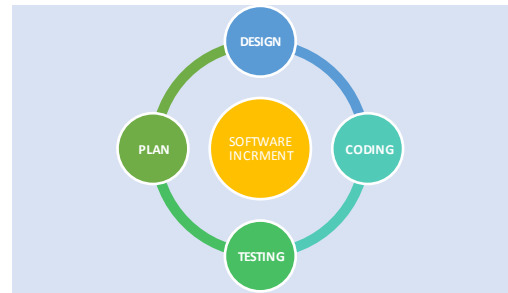 DESIGN
PLAN
SOFTWARE
INCRMENT
CODING
TESTING